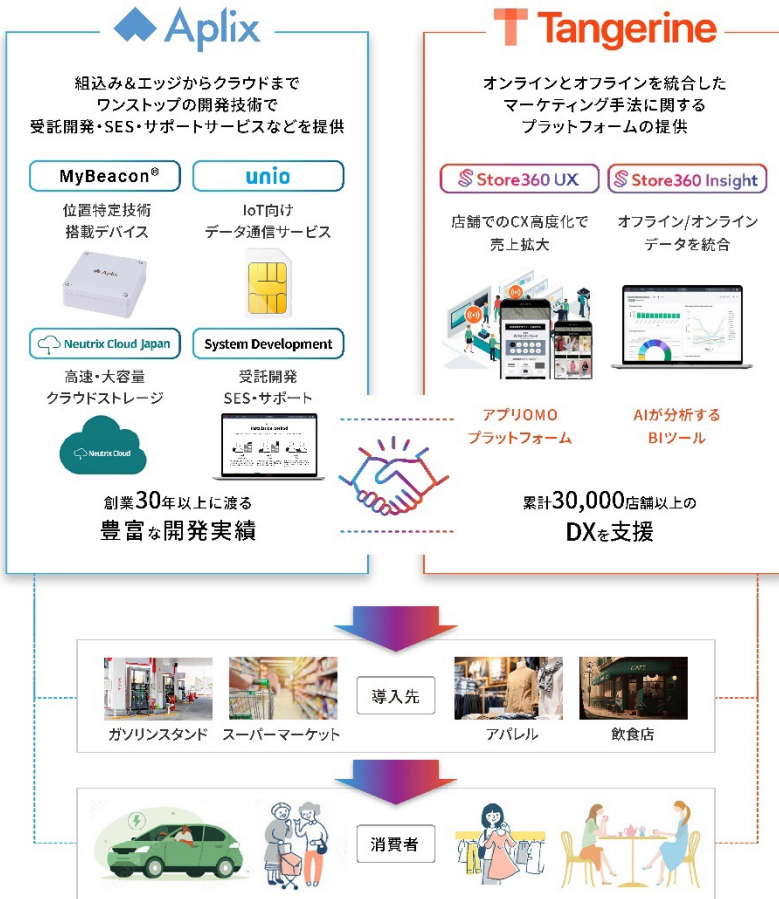 Aplix
組込み&エッジからクラウドまで
ワンストップの開発技術で
受託開発・SES・サポートサービスなどを提供
MyBeacon®
位置特定技術
搭載デバイス
Aplix
unio
IoT向け
データ通信サービス
Neutrix Cloud Japan
高速・大容量
クラウドストレージ
Neutrix Cloud
System Development
受託開発
SES・サポート
Installation period
創業30年以上に渡る
豊富な開発実績
Tangerine
オンラインとオフラインを統合した
マーケティング手法に関する
プラットフォームの提供
Store360 UX
店舗でのCX高度化で
売上拡大
アプリOMO
プラットフォーム
Store360 Insight
オフライン/オンライン
データを統合
AIが分析する
BIツール
累計30,000店舗以上の
DXを支援
ガソリンスタンド
スーパーマーケット
導入先
アパレル
CAFE
飲食店
消費者